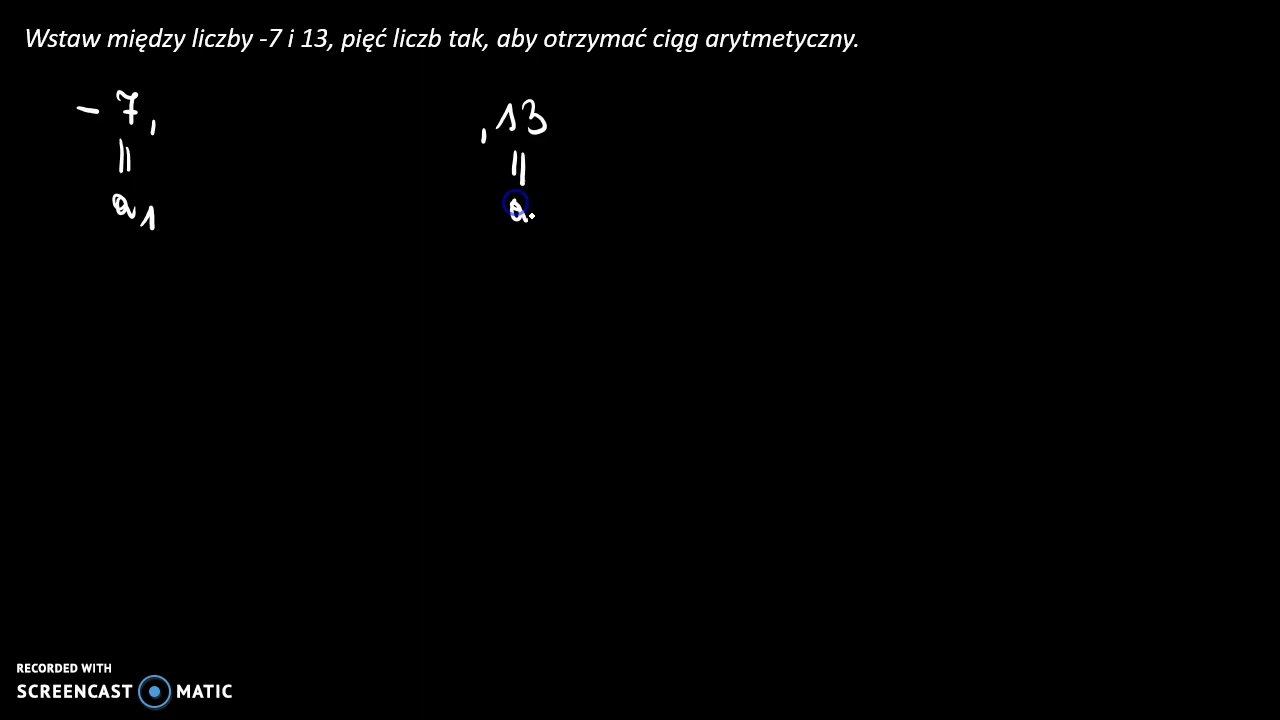 Wstaw między liczby -7 i 13, pięć liczb tak, aby otrzymać ciąg arytmetyczny.
- 7, , 13
= =
a1 a
RECORDED WITH
SCREENCAST MATIC